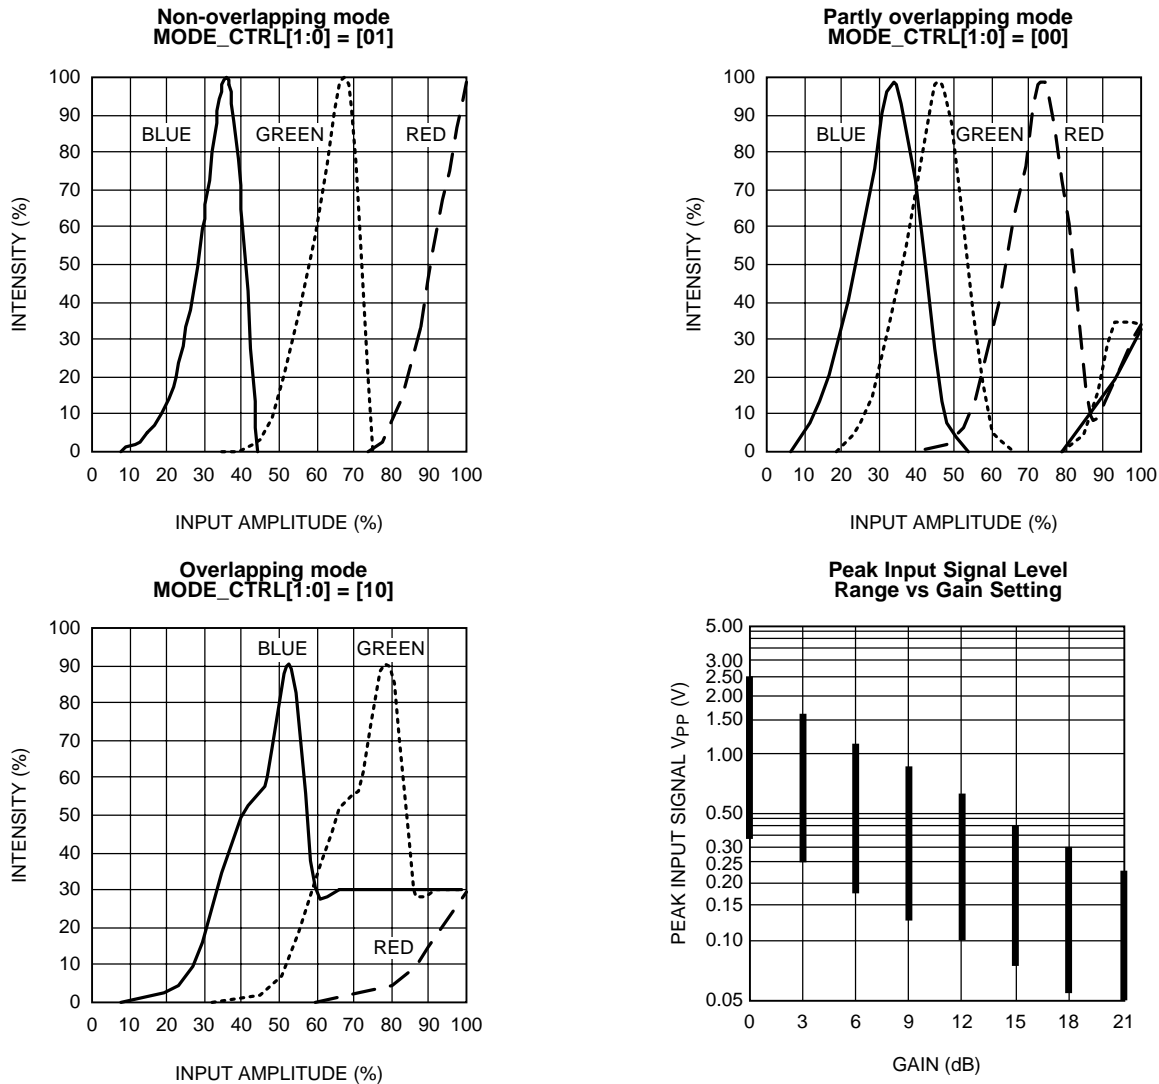 Non-overlapping mode
MODE_CTRL[1:0] = [01]
100
90
80
70
60
50
40
30
20
10
0
INTENSITY (%)
BLUE
GREEN
RED
0 10 20 30 40 50 60 70 80 90 100
INPUT AMPLITUDE (%)
Partly overlapping mode
MODE_CTRL[1:0] = [00]
100
90
80
70
60
50
40
30
20
10
0
INTENSITY (%)
BLUE
GREEN
RED
0 10 20 30 40 50 60 70 80 90 100
INPUT AMPLITUDE (%)
Overlapping mode
MODE_CTRL[1:0] = [10]
100
90
80
70
60
50
40
30
20
10
0
INTENSITY (%)
BLUE
GREEN
RED
0 10 20 30 40 50 60 70 80 90 100
INPUT AMPLITUDE (%)
Peak Input Signal Level
Range vs Gain Setting
5.00
3.00
2.50
2.00
1.50
1.00
0.50
0.30
0.25
0.20
0.15
0.10
0.05
PEAK INPUT SIGNAL VPP (V)
0 3 6 9 12 15 18 21
GAIN (dB)